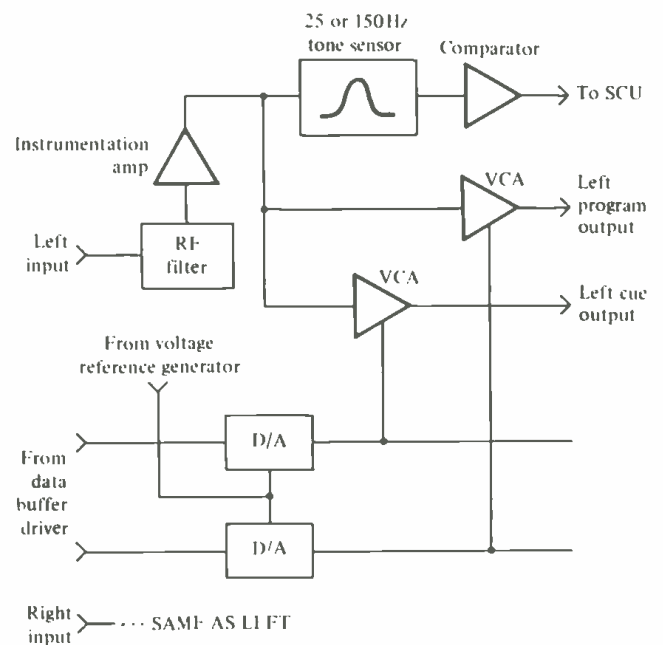 25 or 150Hz
tone sensor
Comparator
To SCU
Instrumentation
amp
VCA
Left
program
output
Left
input
RF
filter
VCA
Left cue
output
From voltage
reference generator
D/A
From
data
buffer
driver
D/A
Right
input
... SAME AS LEFT